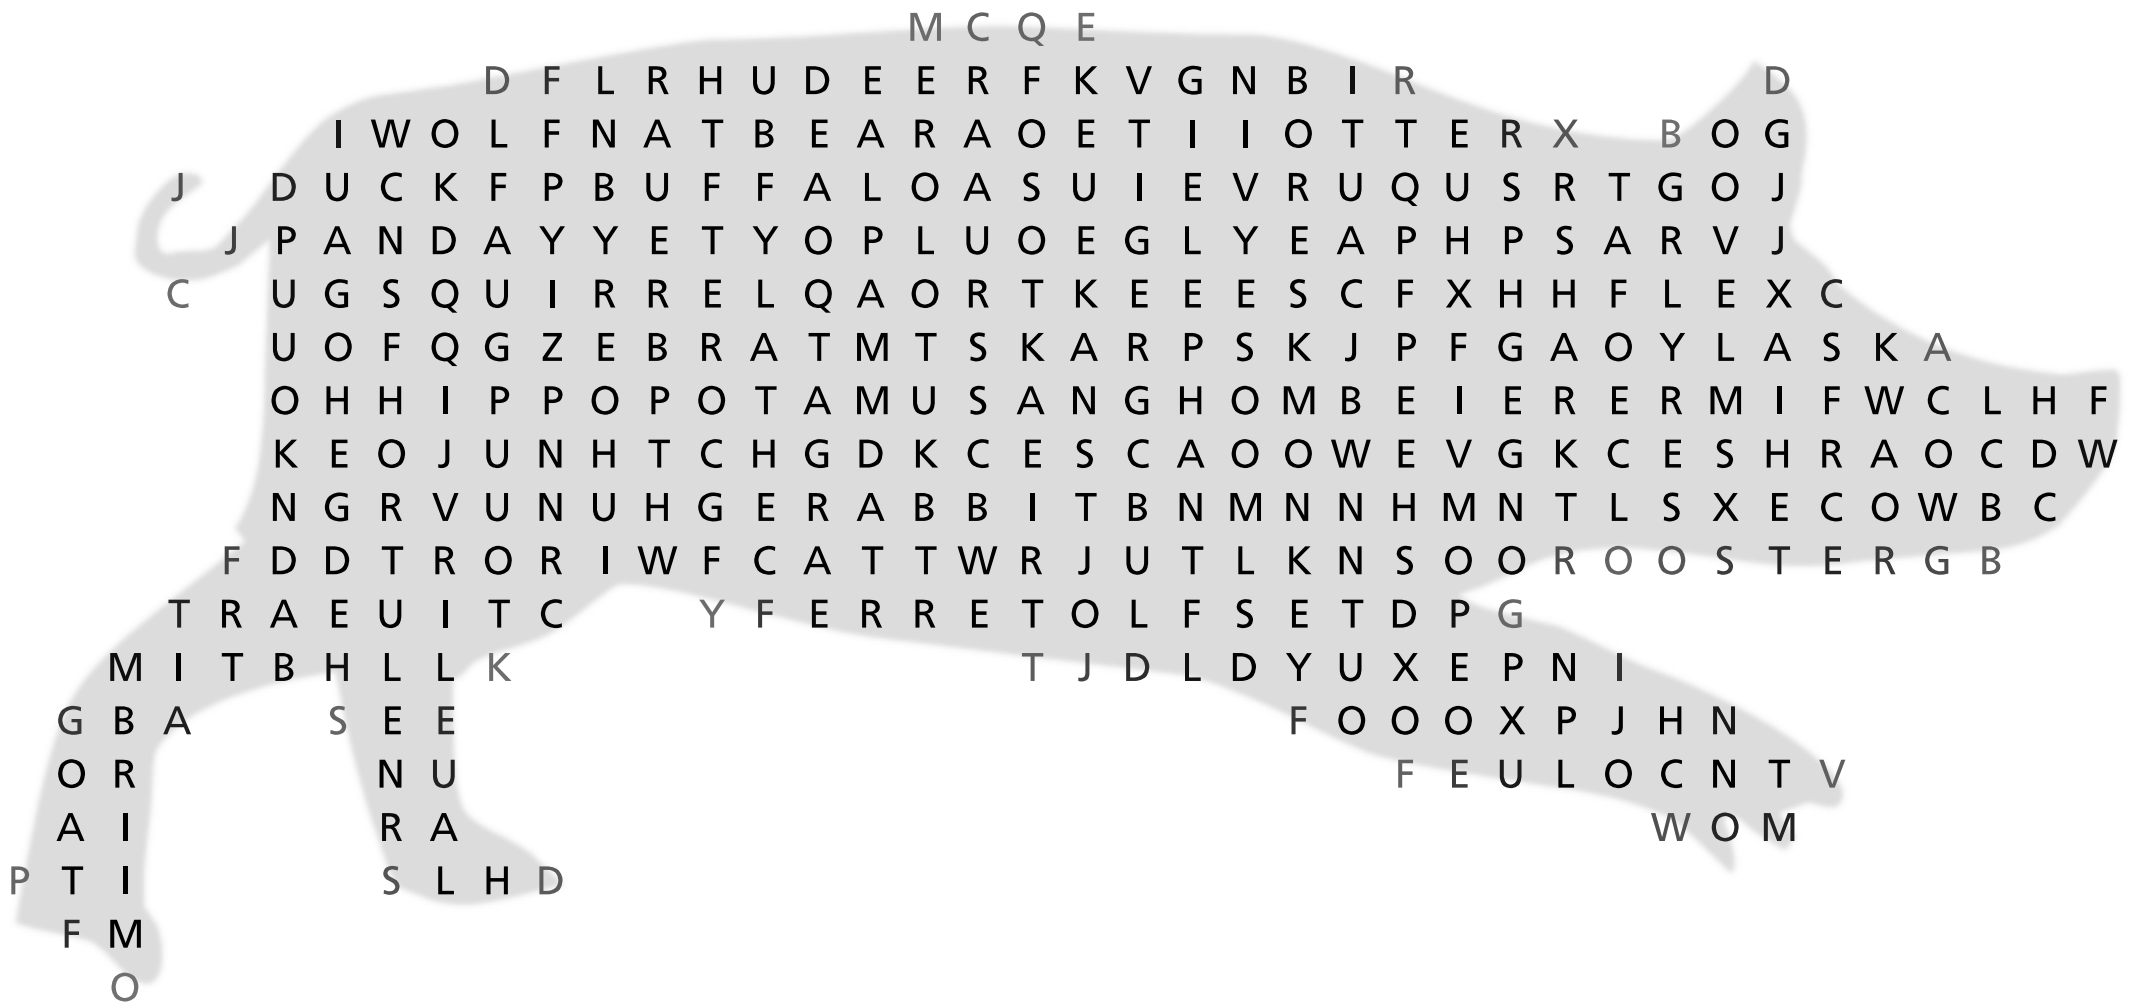 M C Q E
D F L R H U D E E R F K V G N B I R D
I W O L F N A T B E A R A O E T I I O T T E R X B O G
J D U C K F P B U F F A L O A S U I E V R U Q U S R T G O J
J P A N D A Y Y E T Y O P L U O E G L Y E A P H P S A R V J
C U G S Q U I R R E L Q A O R T K E E E S C F X H H F L E X C
U O F Q G Z E B R A T M T S K A R P S K J P F G A O Y L A S K A
O H H I P P O P O T A M U S A N G H O M B E I E R E R M I F W C L H F
K E O J U N H T C H G D K C E S C A O O W E V G K C E S H R A O C D W
N G R V U N U H G E R A B B I T B N M N N H M N T L S X E C O W B C
F D D T R O R I W F C A T T W R J U T L K N S O O R O O S T E R G B
T R A E U I T C Y F E R R E T O L F S E T D P G
M I T B H L L K T J D L D Y U X E P N I
G B A S E E F O O O X P J H N
O R N U F E U L O C N T V
A I R A W O M
P T I S L H D
F M
O